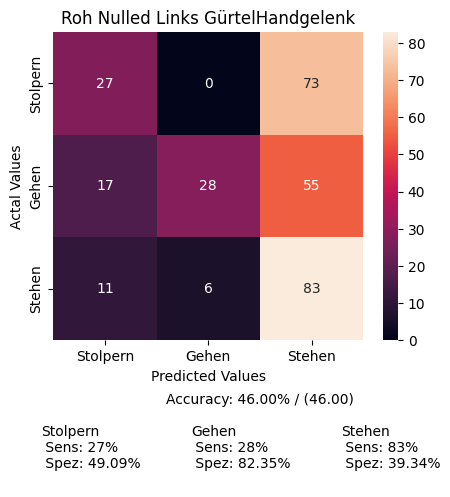 Roh Nulled Links GürtelHandgelenk
Stolpern 27 0 73
Gehen 17 28 55
Stehen 11 6 83
Actal Values
Stolpern Gehen Stehen
Predicted Values
80
70
60
50
40
30
20
10
0
Accuracy: 46.00% / (46.00)
Stolpern Gehen Stehen
Sens: 27% Sens: 28% Sens: 83%
Spez: 49.09% Spez: 82.35% Spez: 39.34%